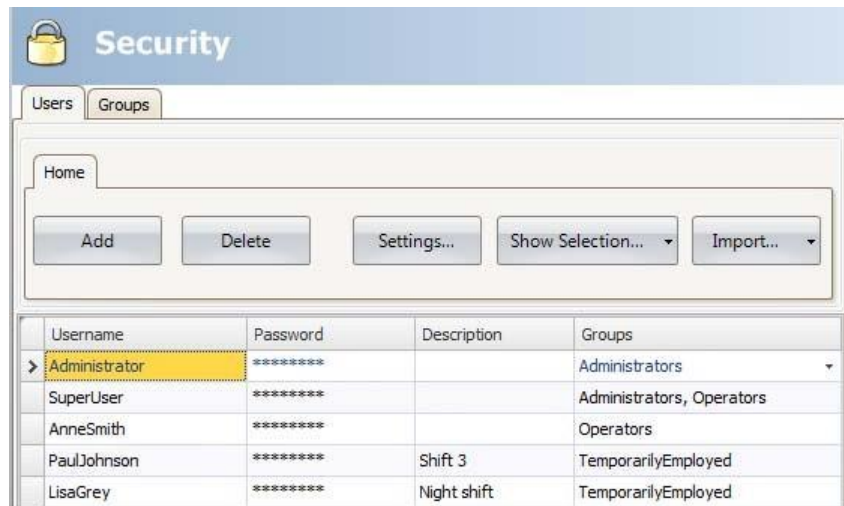 Security
Users Groups
Home
Add Delete Settings... Show Selection... Import...
Username Password Description Groups
Administrator ******** Administrators
SuperUser ******** Administrators, Operators
AnneSmith ******** Operators
PaulJohnson ******** Shift 3 TemporarilyEmployed
LisaGrey ******** Night shift TemporarilyEmployed